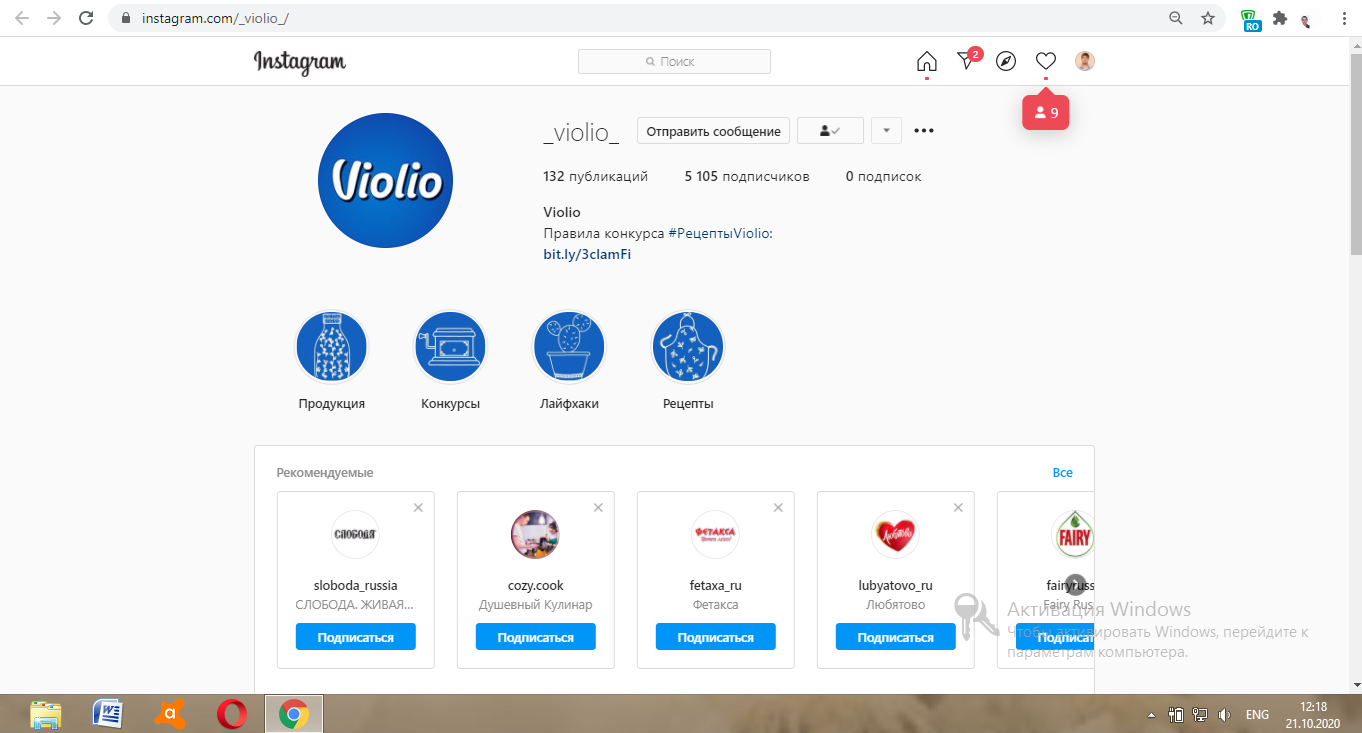 instagram.com/_violio_/
RO
Instagram
Поиск
2
9
Violio
_violio_
Отправить сообщение
132 публикаций 5 105 подписчиков 0 подписок
Violio
Правила конкурса #РецептыViolio:
bit.ly/3clamFi
Продукция Конкурсы Лайфхаки Рецепты
Рекомендуемые Все
СЛОБОДА ФЕТАКСА Любятово FAIRY
sloboda_russia cozy.cook fetaxa_ru lubyatovo_ru fairyruss
СЛОБОДА. ЖИВАЯ... Душевный Кулинар Фетакса Любятово Fairy Rus
Подписаться Подписаться Подписаться Подписаться Подписат
Активация Windows
Чтобы активировать Windows, перейдите к
параметрам компьютера.
W a
ENG
12:18
21.10.2020